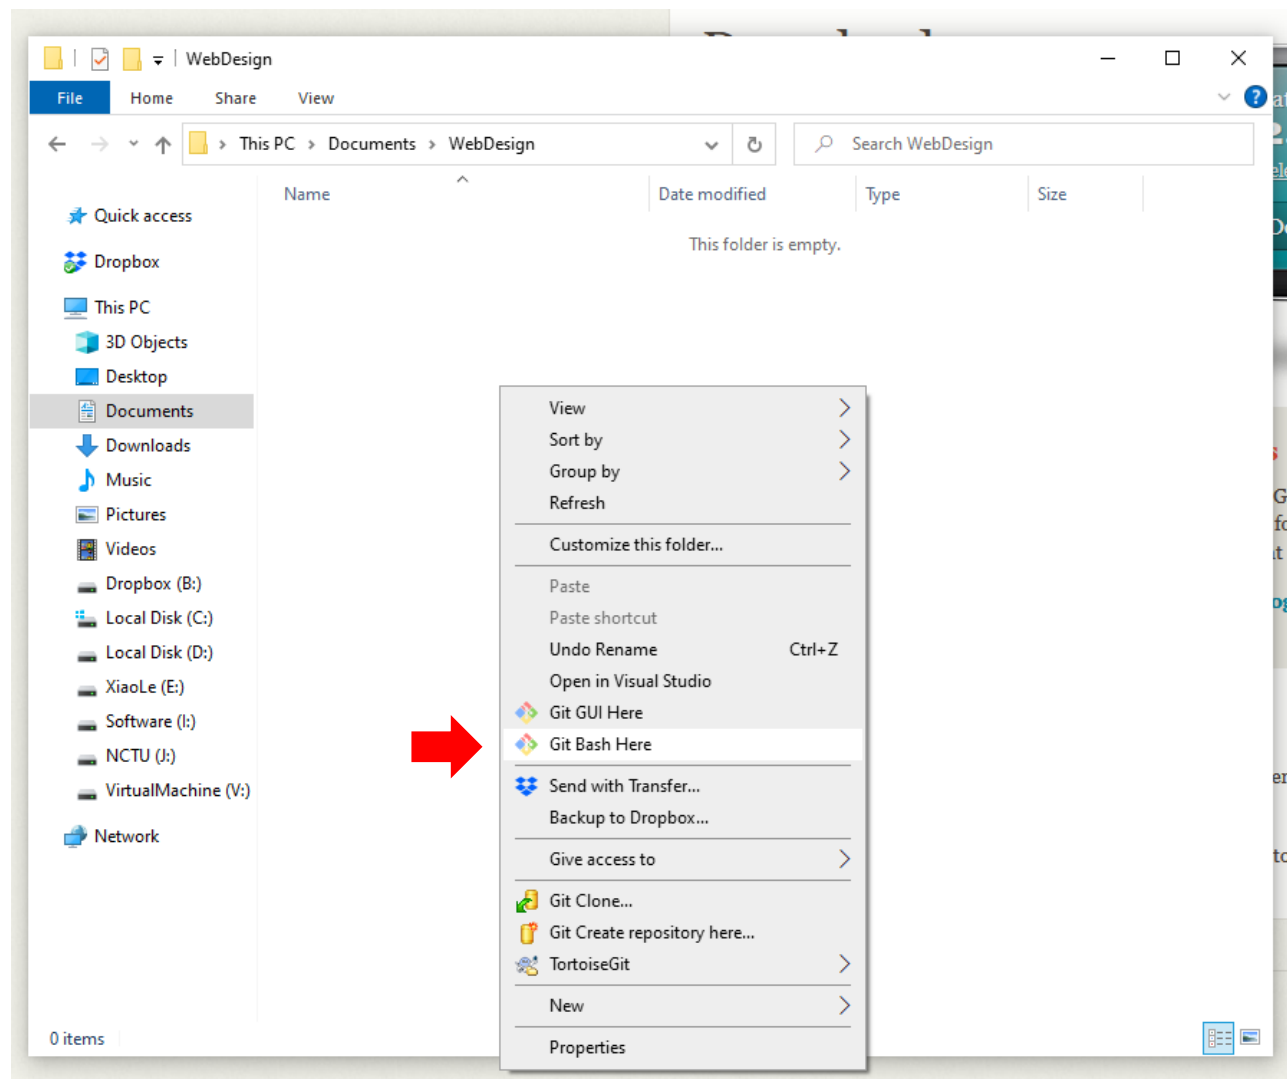 WebDesign
File Home Share View
This PC > Documents > WebDesign
Search WebDesign
Name Date modified Type Size
This folder is empty.
Quick access
Dropbox
This PC
3D Objects
Desktop
Documents
Downloads
Music
Pictures
Videos
Dropbox (B:)
Local Disk (C:)
Local Disk (D:)
XiaoLe (E:)
Software (I:)
NCTU (J:)
VirtualMachine (V:)
Network
View
Sort by
Group by
Refresh
Customize this folder...
Paste
Paste shortcut
Undo Rename Ctrl+Z
Open in Visual Studio
Git GUI Here
Git Bash Here
Send with Transfer...
Backup to Dropbox...
Give access to
Git Clone...
Git Create repository here...
TortoiseGit
New
Properties
0 items